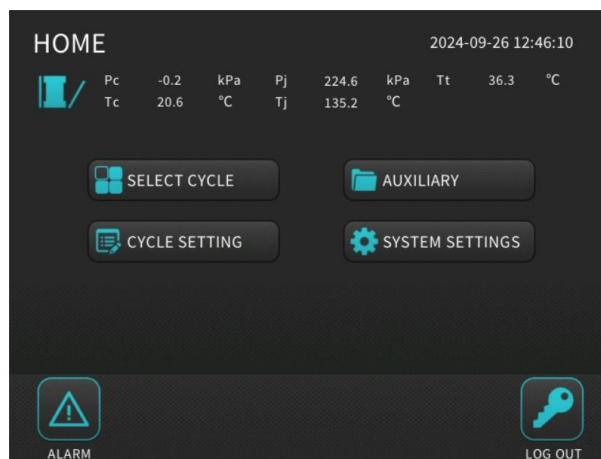 HOME 2024-09-26 12:46:10
Pc -0.2 kPa Pj 224.6 kPa Tt 36.3 ℃
Tc 20.6 ℃ Tj 135.2 ℃
SELECT CYCLE AUXILIARY
CYCLE SETTING SYSTEM SETTINGS
ALARM LOG OUT